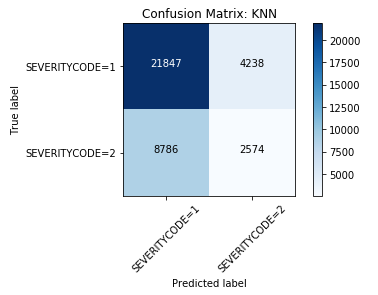 Confusion Matrix: KNN
True label
SEVERITYCODE=1
SEVERITYCODE=2
21847 4238
8786 2574
SEVERITYCODE=1
SEVERITYCODE=2
Predicted label
20000
17500
15000
12500
10000
7500
5000